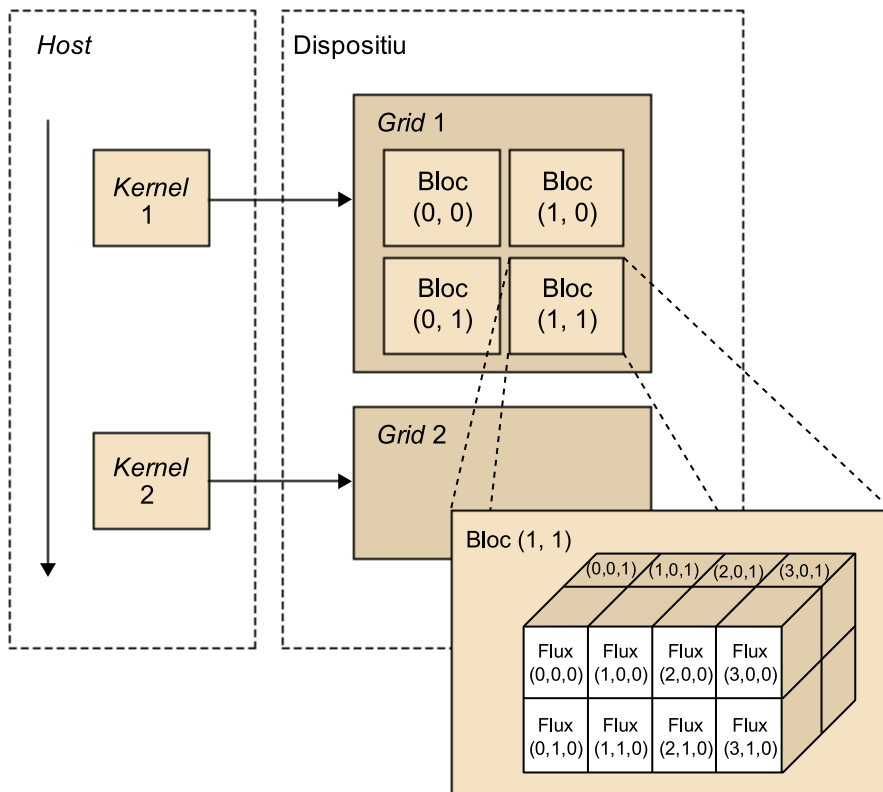 Host
Dispositiu
Grid 1
Kernel
1
Bloc
(0, 0)
Bloc
(1, 0)
Bloc
(0, 1)
Bloc
(1, 1)
Grid 2
Kernel
2
Bloc (1, 1)
(0,0,1)
(1,0,1)
(2,0,1)
(3,0,1)
Flux
(0,0,0)
Flux
(1,0,0)
Flux
(2,0,0)
Flux
(3,0,0)
Flux
(0,1,0)
Flux
(1,1,0)
Flux
(2,1,0)
Flux
(3,1,0)